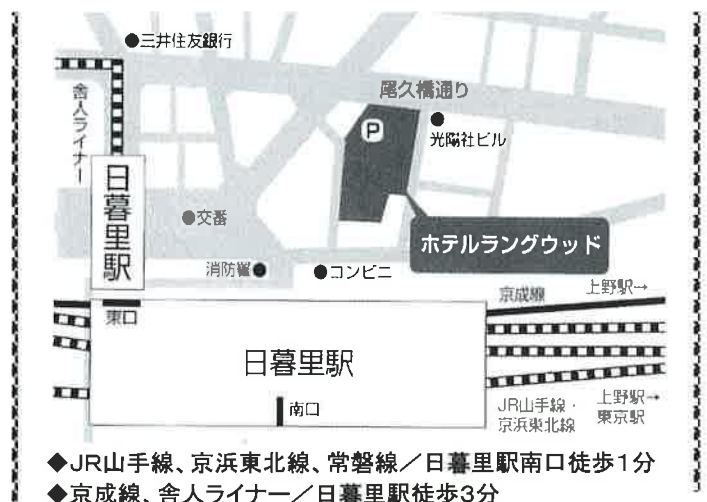 ●三井住友銀行
尾久橋通り
舎人ライナー
P
●
光陽社ビル
日暮里駅
●交番
ホテルラングウッド
消防署●
●コンビニ
京成線
上野駅→
東口
日暮里駅
南口
JR山手線・
京浜東北線
上野駅→
東京駅
◆JR山手線、京浜東北線、常磐線／日暮里駅南口徒歩1分
◆京成線、舎人ライナー／日暮里駅徒歩3分